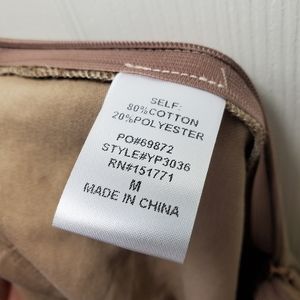 SELF:
80%COTTON
20%POLYESTER
PO#69872
STYLE#YP3036
RN#151771
M
MADE IN CHINA